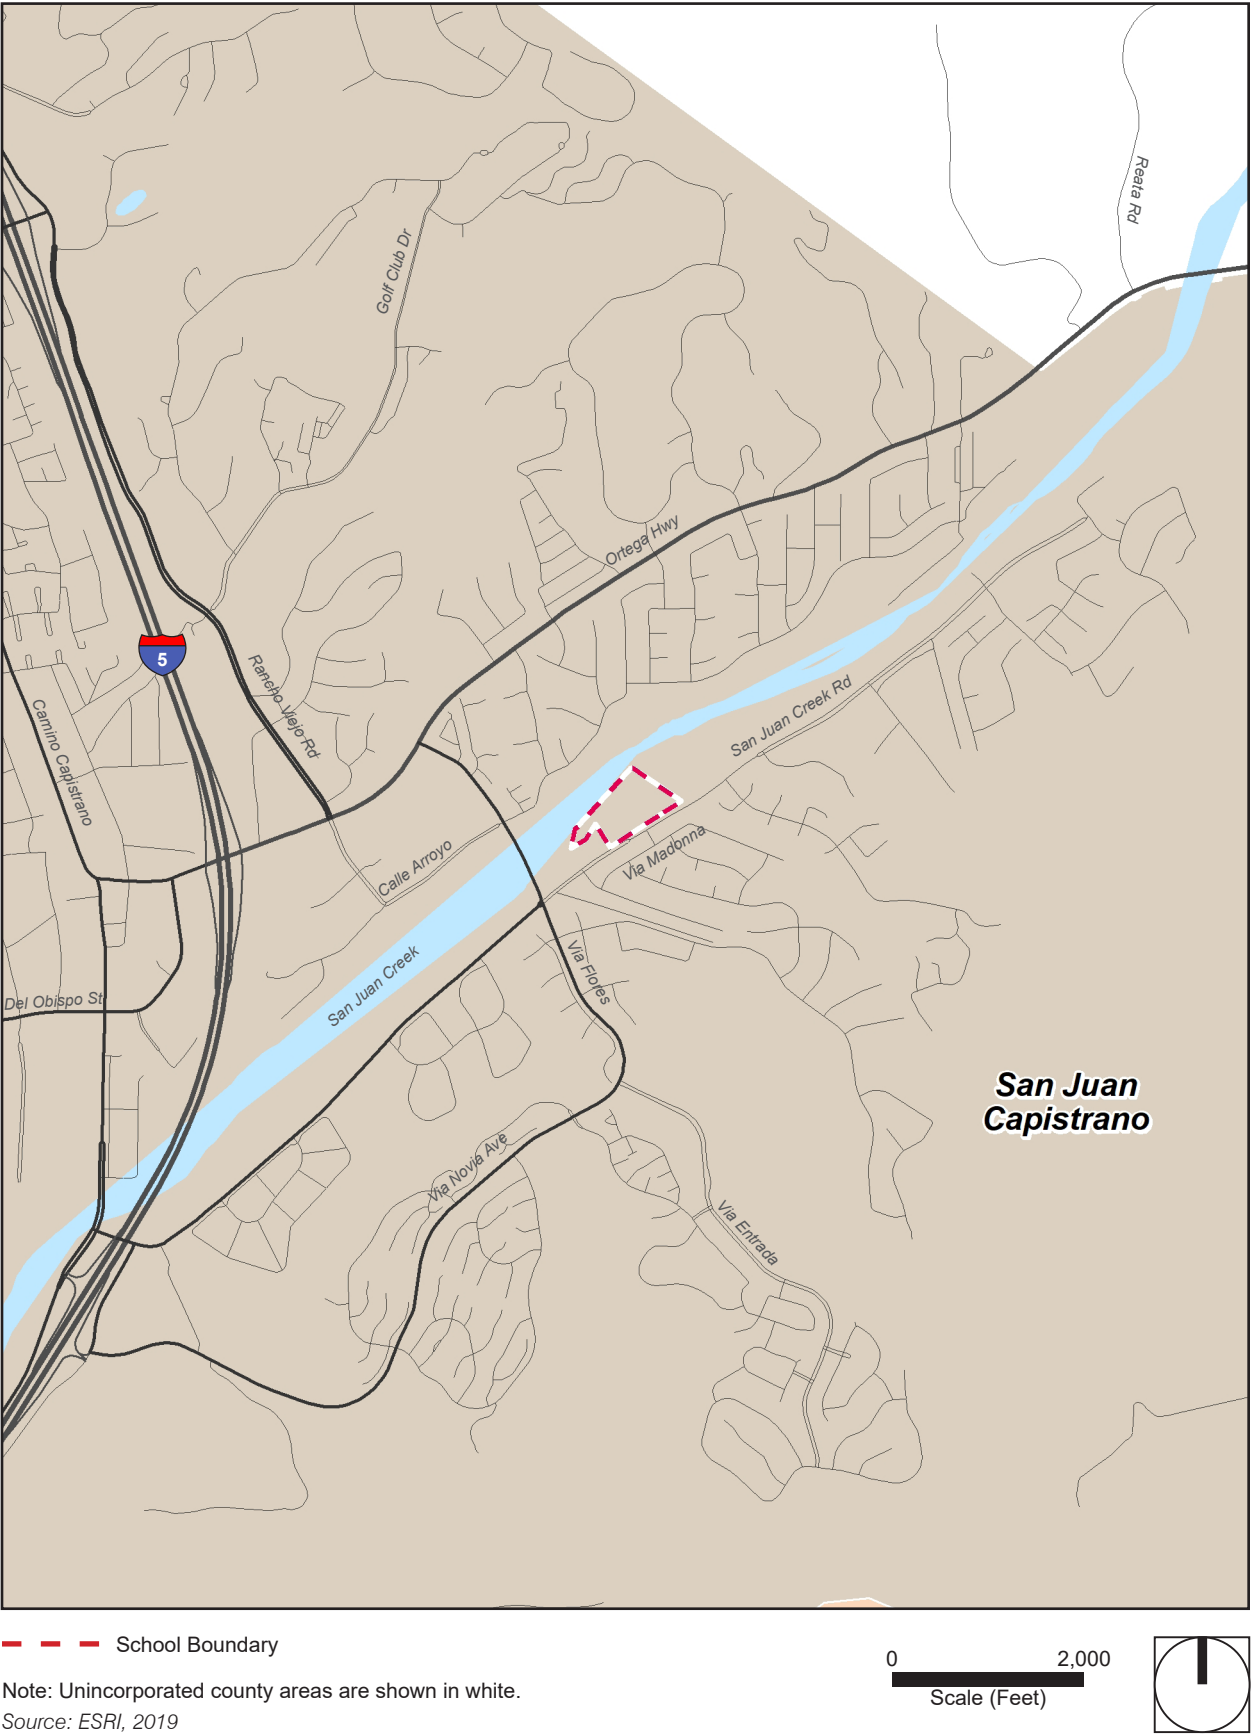 Reata Rd
Golf Club Dr
Ortega Hwy
5
Rancho Viejo Rd
Camino Capistrano
San Juan Creek Rd
Via Madonna
Calle Arroyo
Via Flores
San Juan Creek
Del Obispo St
San Juan
Capistrano
Via Novia Ave
Via Entrada
School Boundary
Note: Unincorporated county areas are shown in white.
Source: ESRI, 2019
0 2,000
Scale (Feet)